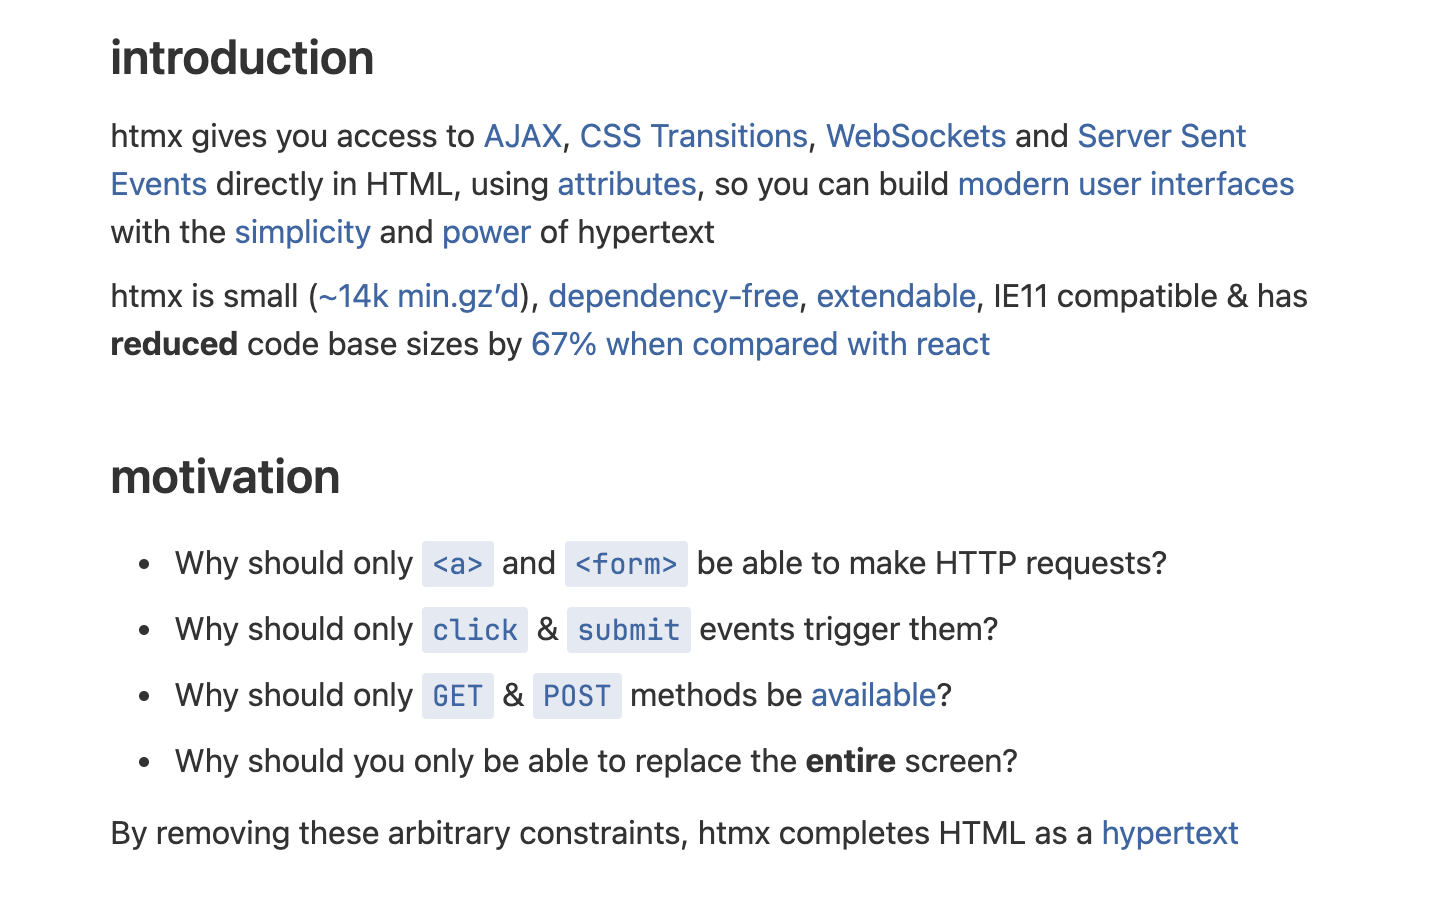 introduction
htmx gives you access to AJAX, CSS Transitions, WebSockets and Server Sent
Events directly in HTML, using attributes, so you can build modern user interfaces
with the simplicity and power of hypertext
htmx is small (~14k min.gz’d), dependency-free, extendable, IE11 compatible & has
reduced code base sizes by 67% when compared with react
motivation
• Why should only <a> and <form> be able to make HTTP requests?
• Why should only click & submit events trigger them?
• Why should only GET & POST methods be available?
• Why should you only be able to replace the entire screen?
By removing these arbitrary constraints, htmx completes HTML as a hypertext